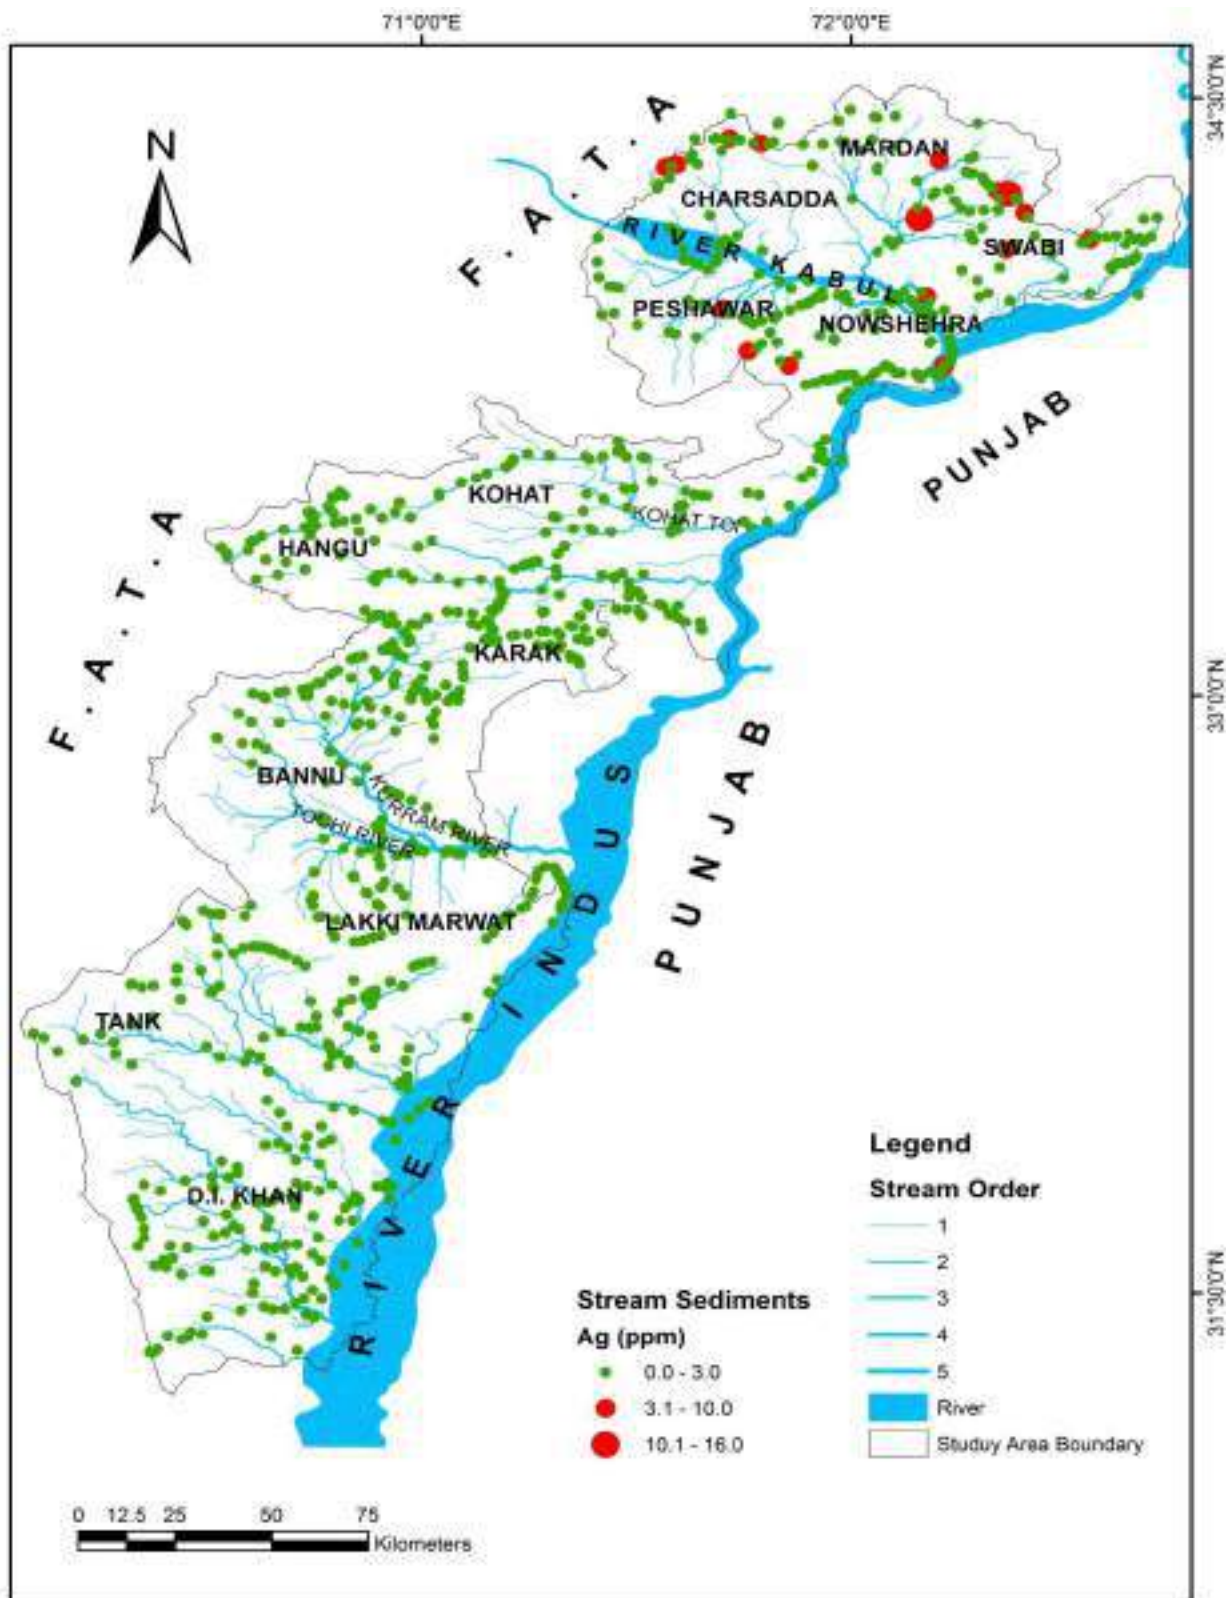 71°0'0"E
72°0'0"E
34°30'0"N
33°0'0"N
31°30'0"N
N
F . A . T . A
F . A . T . A
MARDAN
CHARSADDA
RIVER KABUL
SWABI
PESHAWAR
NOWSHEHRA
PUNJAB
KOHAT
KOHAT TOI
HANGU
KARAK
BANNU
KURRAM RIVER
TOCHI RIVER
LAKKI MARWAT
PUNJAB
TANK
D.I. KHAN
RIVER INDUS
Legend
Stream Order
1
2
3
4
5
River
Studuy Area Boundary
Stream Sediments
Ag (ppm)
0.0 - 3.0
3.1 - 10.0
10.1 - 16.0
0 12.5 25 50 75
Kilometers